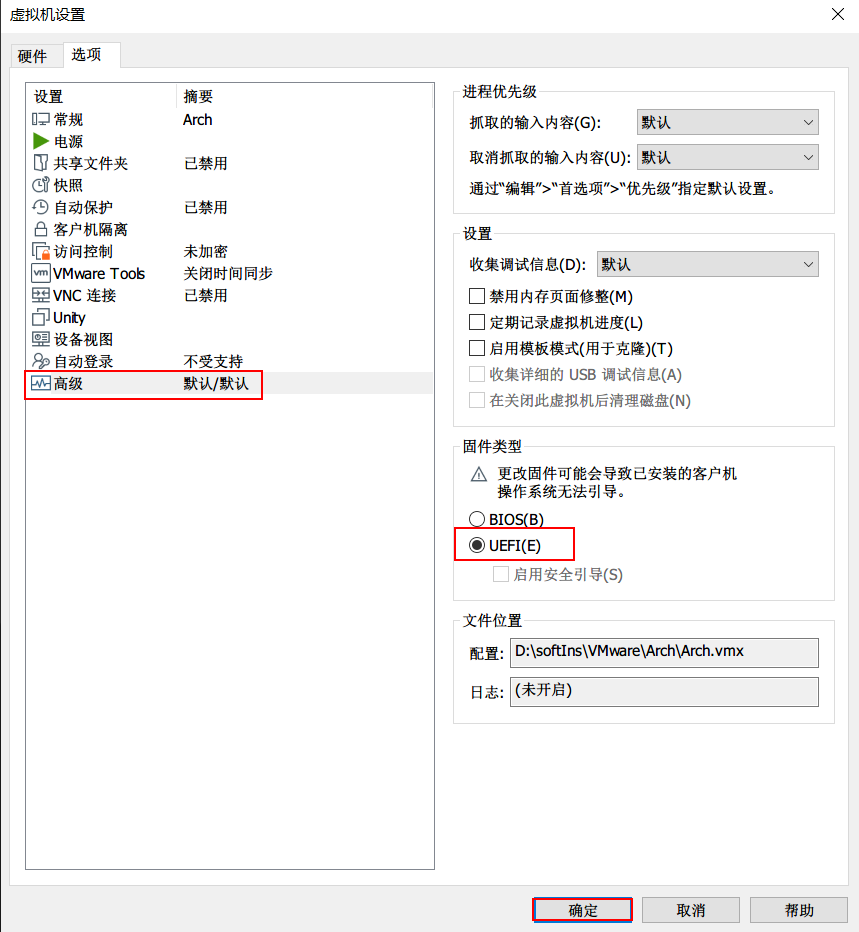 虚拟机设置
硬件 选项
设置 摘要
常规 Arch
电源
共享文件夹 已禁用
快照
自动保护 已禁用
客户机隔离
访问控制 未加密
VMware Tools 关闭时间同步
VNC 连接 已禁用
Unity
设备视图
自动登录 不受支持
高级 默认/默认
进程优先级
抓取的输入内容(G): 默认
取消抓取的输入内容(U): 默认
通过“编辑”>“首选项”>“优先级”指定默认设置。
设置
收集调试信息(D): 默认
禁用内存页面修整(M)
定期记录虚拟机进度(L)
启用模板模式(用于克隆)(T)
收集详细的 USB 调试信息(A)
在关闭此虚拟机后清理磁盘(N)
固件类型
更改固件可能会导致已安装的客户机
操作系统无法引导。
BIOS(B)
UEFI(E)
启用安全引导(S)
文件位置
配置: D:\softIns\VMware\Arch\Arch.vmx
日志: (未开启)
确定 取消 帮助
vm